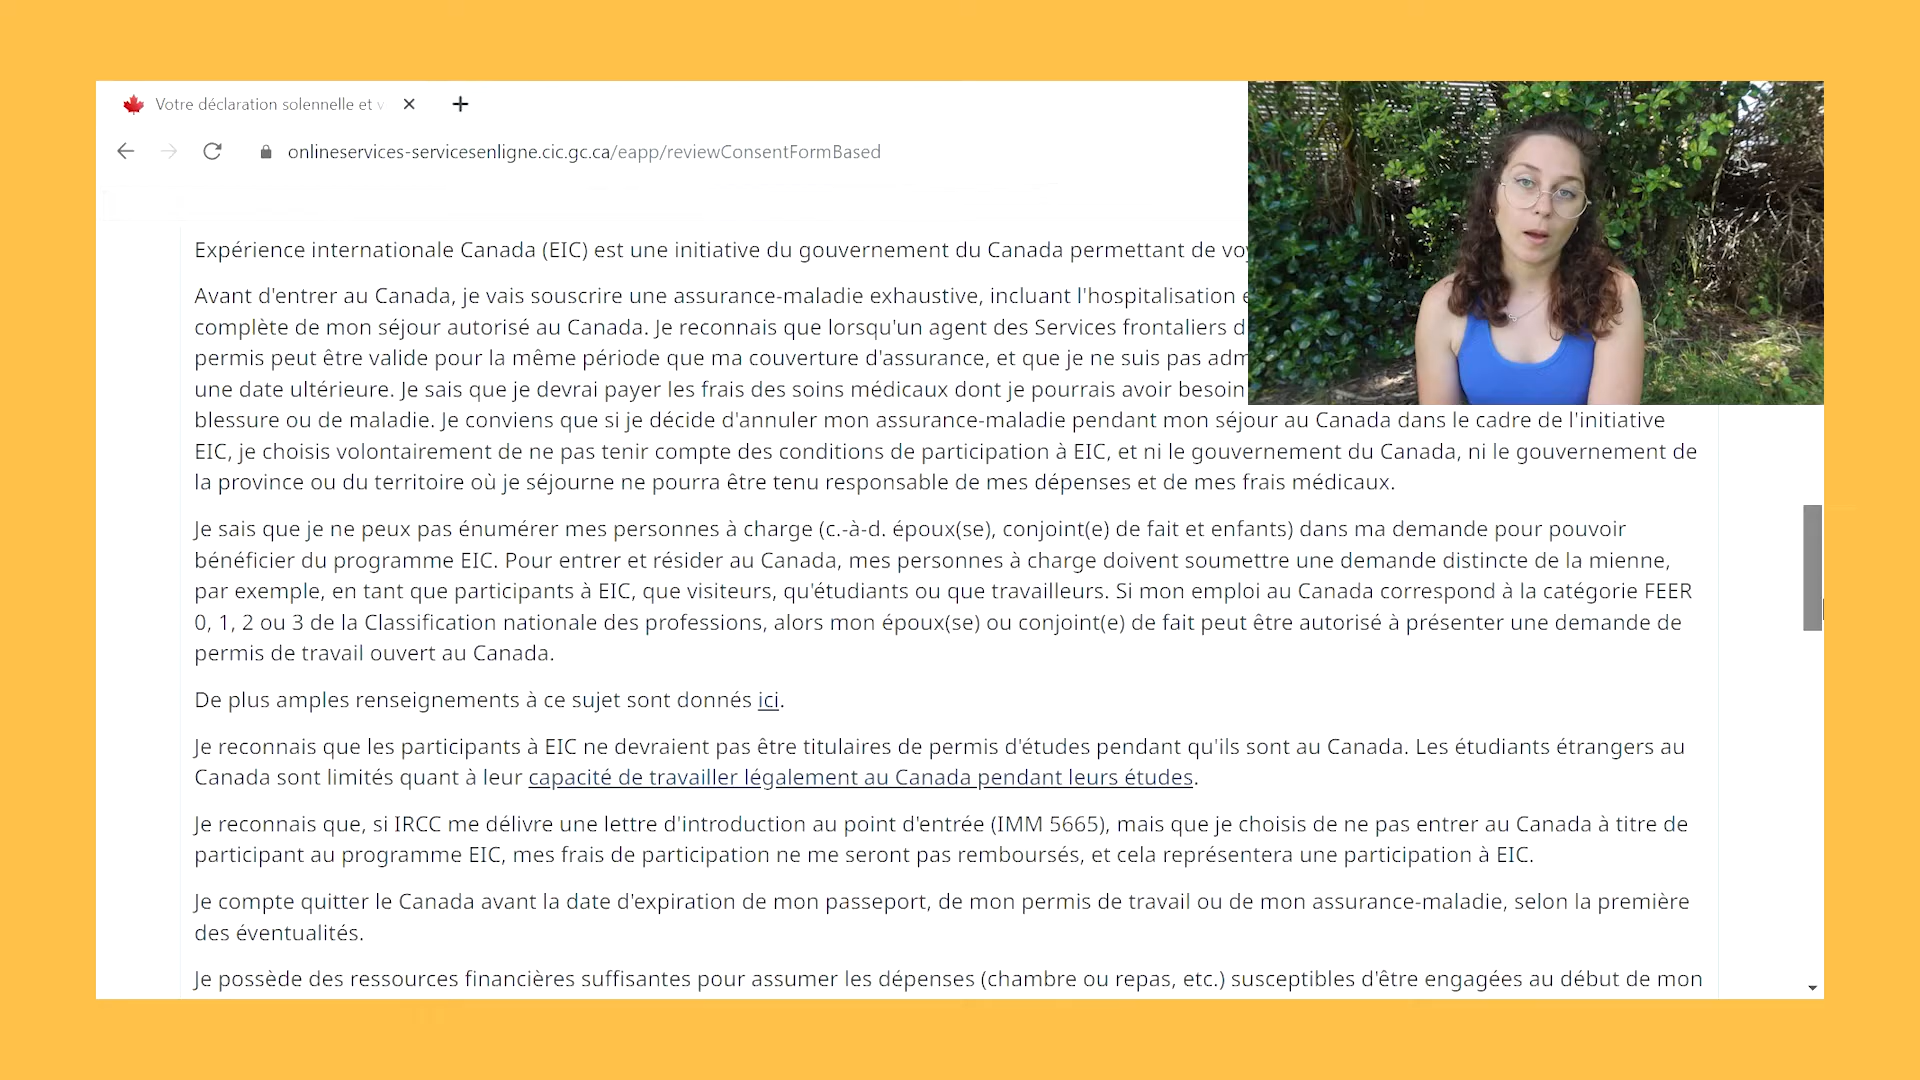 Votre déclaration solennelle et
onlineservices-servicesenligne.cic.gc.ca/eapp/reviewConsentFormBased
Expérience internationale Canada (EIC) est une initiative du gouvernement du Canada permettant de
Avant d'entrer au Canada, je vais souscrire une assurance-maladie exhaustive, incluant l'hospitalisation
complète de mon séjour autorisé au Canada. Je reconnais que lorsqu'un agent des Services frontaliers
permis peut être valide pour la même période que ma couverture d'assurance, et que je ne suis pas
une date ultérieure. Je sais que je devrai payer les frais des soins médicaux dont je pourrais avoir besoin
blessure ou de maladie. Je conviens que si je décide d'annuler mon assurance-maladie pendant mon séjour au Canada dans le cadre de l'initiative
EIC, je choisis volontairement de ne pas tenir compte des conditions de participation à EIC, et ni le gouvernement du Canada, ni le gouvernement de
la province ou du territoire où je séjourne ne pourra être tenu responsable de mes dépenses et de mes frais médicaux.
Je sais que je ne peux pas énumérer mes personnes à charge (c.-à-d. époux(se), conjoint(e) de fait et enfants) dans ma demande pour pouvoir
bénéficier du programme EIC. Pour entrer et résider au Canada, mes personnes à charge doivent soumettre une demande distincte de la mienne,
par exemple, en tant que participants à EIC, que visiteurs, qu'étudiants ou que travailleurs. Si mon emploi au Canada correspond à la catégorie FEER
0, 1, 2 ou 3 de la Classification nationale des professions, alors mon époux(se) ou conjoint(e) de fait peut être autorisé à présenter une demande de
permis de travail ouvert au Canada.
De plus amples renseignements à ce sujet sont donnés ici.
Je reconnais que les participants à EIC ne devraient pas être titulaires de permis d'études pendant qu'ils sont au Canada. Les étudiants étrangers au
Canada sont limités quant à leur capacité de travailler légalement au Canada pendant leurs études.
Je reconnais que, si IRCC me délivre une lettre d'introduction au point d'entrée (IMM 5665), mais que je choisis de ne pas entrer au Canada à titre de
participant au programme EIC, mes frais de participation ne me seront pas remboursés, et cela représentera une participation à EIC.
Je compte quitter le Canada avant la date d'expiration de mon passeport, de mon permis de travail ou de mon assurance-maladie, selon la première
des éventualités.
Je possède des ressources financières suffisantes pour assumer les dépenses (chambre ou repas, etc.) susceptibles d'être engagées au début de mon